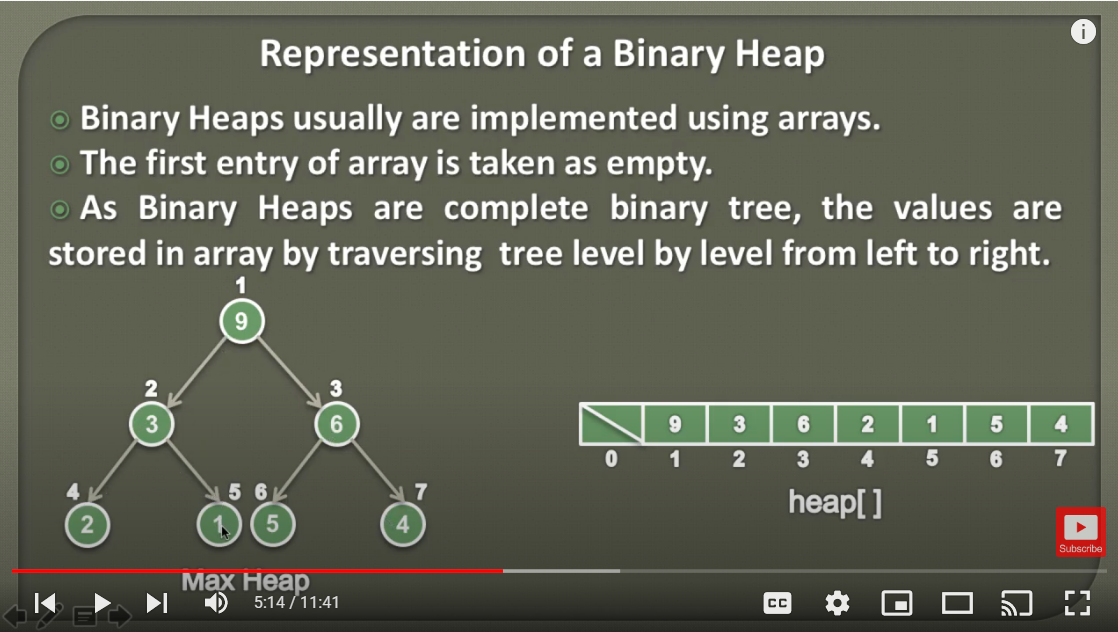 i
Representation of a Binary Heap
Binary Heaps usually are implemented using arrays.
The first entry of array is taken as empty.
As Binary Heaps are complete binary tree, the values are
stored in array by traversing tree level by level from left to right.
1
9
2 3
3 6
4 5 6 7
2 1 5 4
9 3 6 2 1 5 4
0 1 2 3 4 5 6 7
heap[ ]
Subscribe
Max Heap
5:14 / 11:41
CC